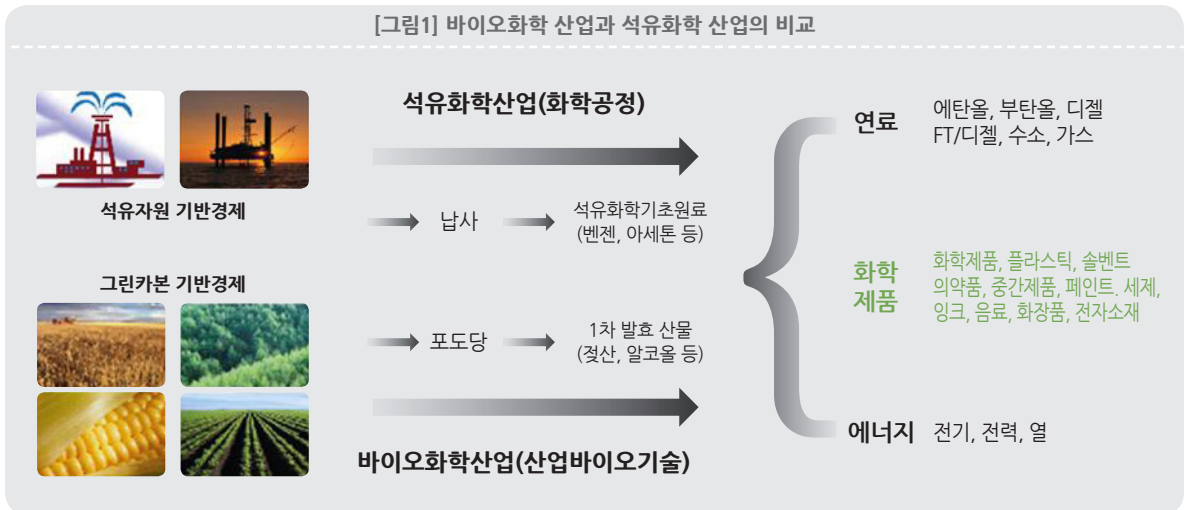 [그림1] 바이오화학 산업과 석유화학 산업의 비교
석유화학산업(화학공정)
석유자원 기반경제
납사
석유화학기초원료
(벤젠, 아세톤 등)
그린카본 기반경제
포도당
1차 발효 산물
(젖산, 알코올 등)
바이오화학산업(산업바이오기술)
연료
에탄올, 부탄올, 디젤
FT/디젤, 수소, 가스
화학
제품
화학제품, 플라스틱, 솔벤트
의약품, 중간제품, 페인트. 세제,
잉크, 음료, 화장품, 전자소재
에너지
전기, 전력, 열